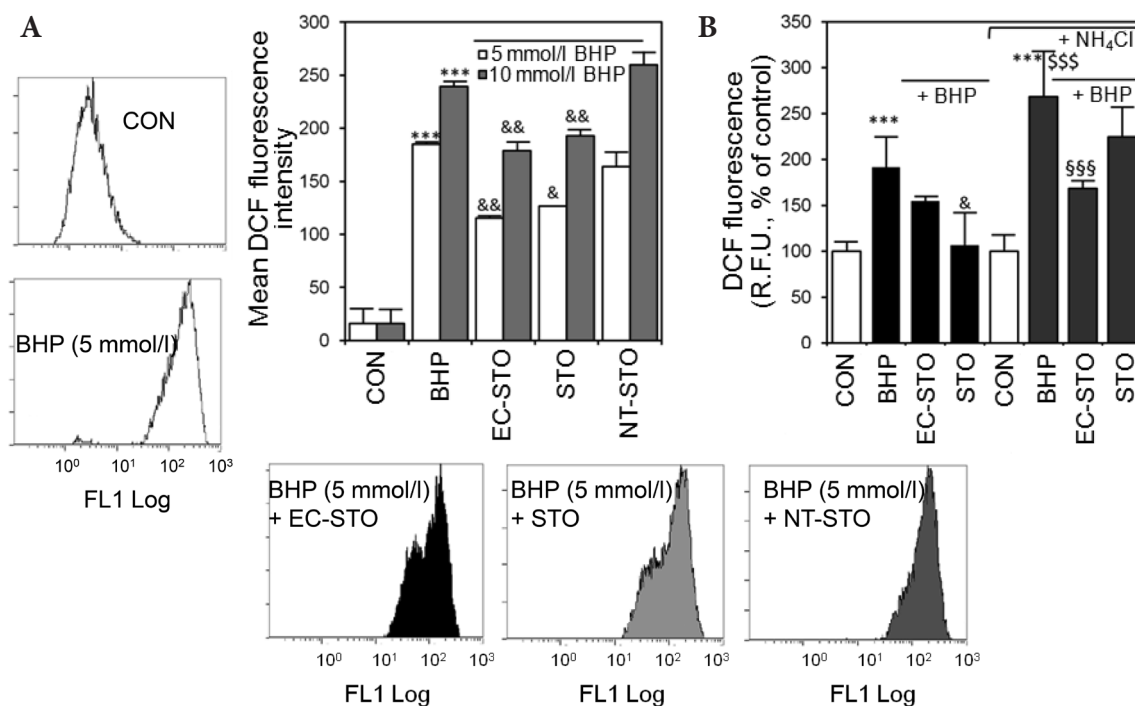 A
CON
BHP (5 mmol/l)
10⁰ 10¹ 10² 10³
FL1 Log
Mean DCF fluorescence
intensity
350
300
250
200
150
100
50
0
5 mmol/l BHP
10 mmol/l BHP
***
***
&&
&&
&
&&
CON
BHP
EC-STO
STO
NT-STO
B
DCF fluorescence
(R.F.U., % of control)
350
300
250
200
150
100
50
0
+ NH₄Cl
+ BHP
+ BHP
***
&
*** $$$
§§§
CON
BHP
EC-STO
STO
CON
BHP
EC-STO
STO
BHP (5 mmol/l)
+ EC-STO
10⁰ 10¹ 10² 10³
FL1 Log
BHP (5 mmol/l)
+ STO
10⁰ 10¹ 10² 10³
FL1 Log
BHP (5 mmol/l)
+ NT-STO
10⁰ 10¹ 10² 10³
FL1 Log